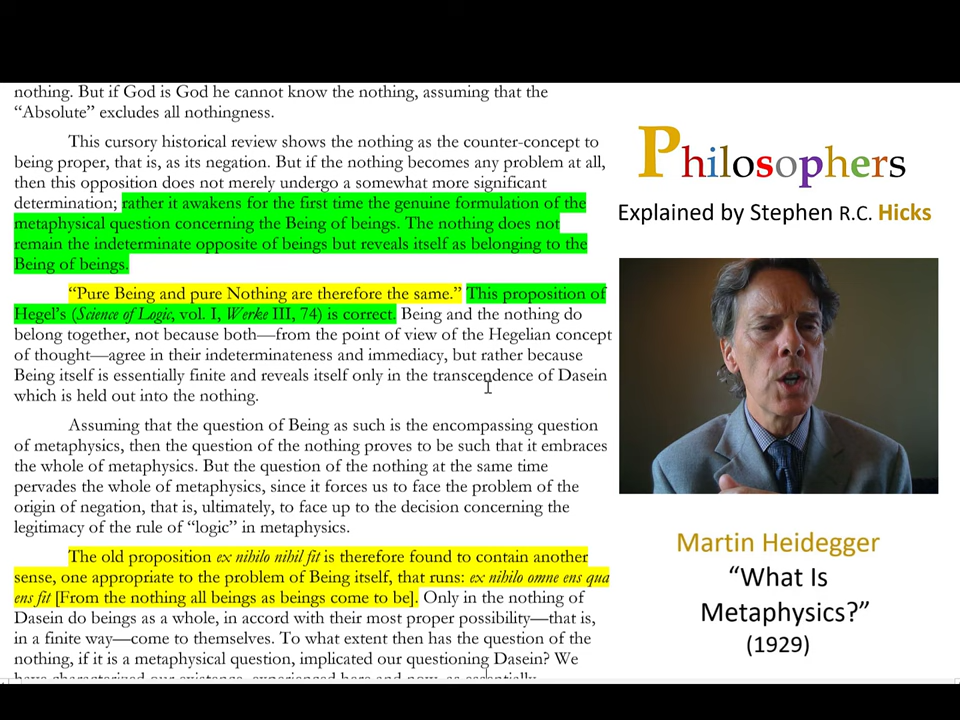 nothing. But if God is God he cannot know the nothing, assuming that the
“Absolute” excludes all nothingness.
This cursory historical review shows the nothing as the counter-concept to
being proper, that is, as its negation. But if the nothing becomes any problem at all,
then this opposition does not merely undergo a somewhat more significant
determination; rather it awakens for the first time the genuine formulation of the
metaphysical question concerning the Being of beings. The nothing does not
remain the indeterminate opposite of beings but reveals itself as belonging to the
Being of beings.
“Pure Being and pure Nothing are therefore the same.” This proposition of
Hegel’s (Science of Logic, vol. I, Werke III, 74) is correct. Being and the nothing do
belong together, not because both—from the point of view of the Hegelian concept
of thought—agree in their indeterminateness and immediacy, but rather because
Being itself is essentially finite and reveals itself only in the transcendence of Dasein
which is held out into the nothing.
Assuming that the question of Being as such is the encompassing question
of metaphysics, then the question of the nothing proves to be such that it embraces
the whole of metaphysics. But the question of the nothing at the same time
pervades the whole of metaphysics, since it forces us to face the problem of the
origin of negation, that is, ultimately, to face up to the decision concerning the
legitimacy of the rule of “logic” in metaphysics.
The old proposition ex nihilo nihil fit is therefore found to contain another
sense, one appropriate to the problem of Being itself, that runs: ex nihilo omne ens qua
ens fit [From the nothing all beings as beings come to be]. Only in the nothing of
Dasein do beings as a whole, in accord with their most proper possibility—that is,
in a finite way—come to themselves. To what extent then has the question of the
nothing, if it is a metaphysical question, implicated our questioning Dasein? We
have characterized our existence, experienced here and now, as essentially
Philosophers
Explained by Stephen R.C. Hicks
Martin Heidegger
“What Is
Metaphysics?”
(1929)